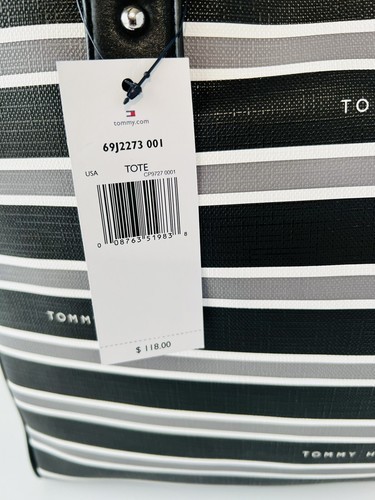 tommy.com
69J2273 001
TOTE
USA
CP9727 0001
0 08763 51983 8
$ 118.00
TO
TOMM
TOMMY H